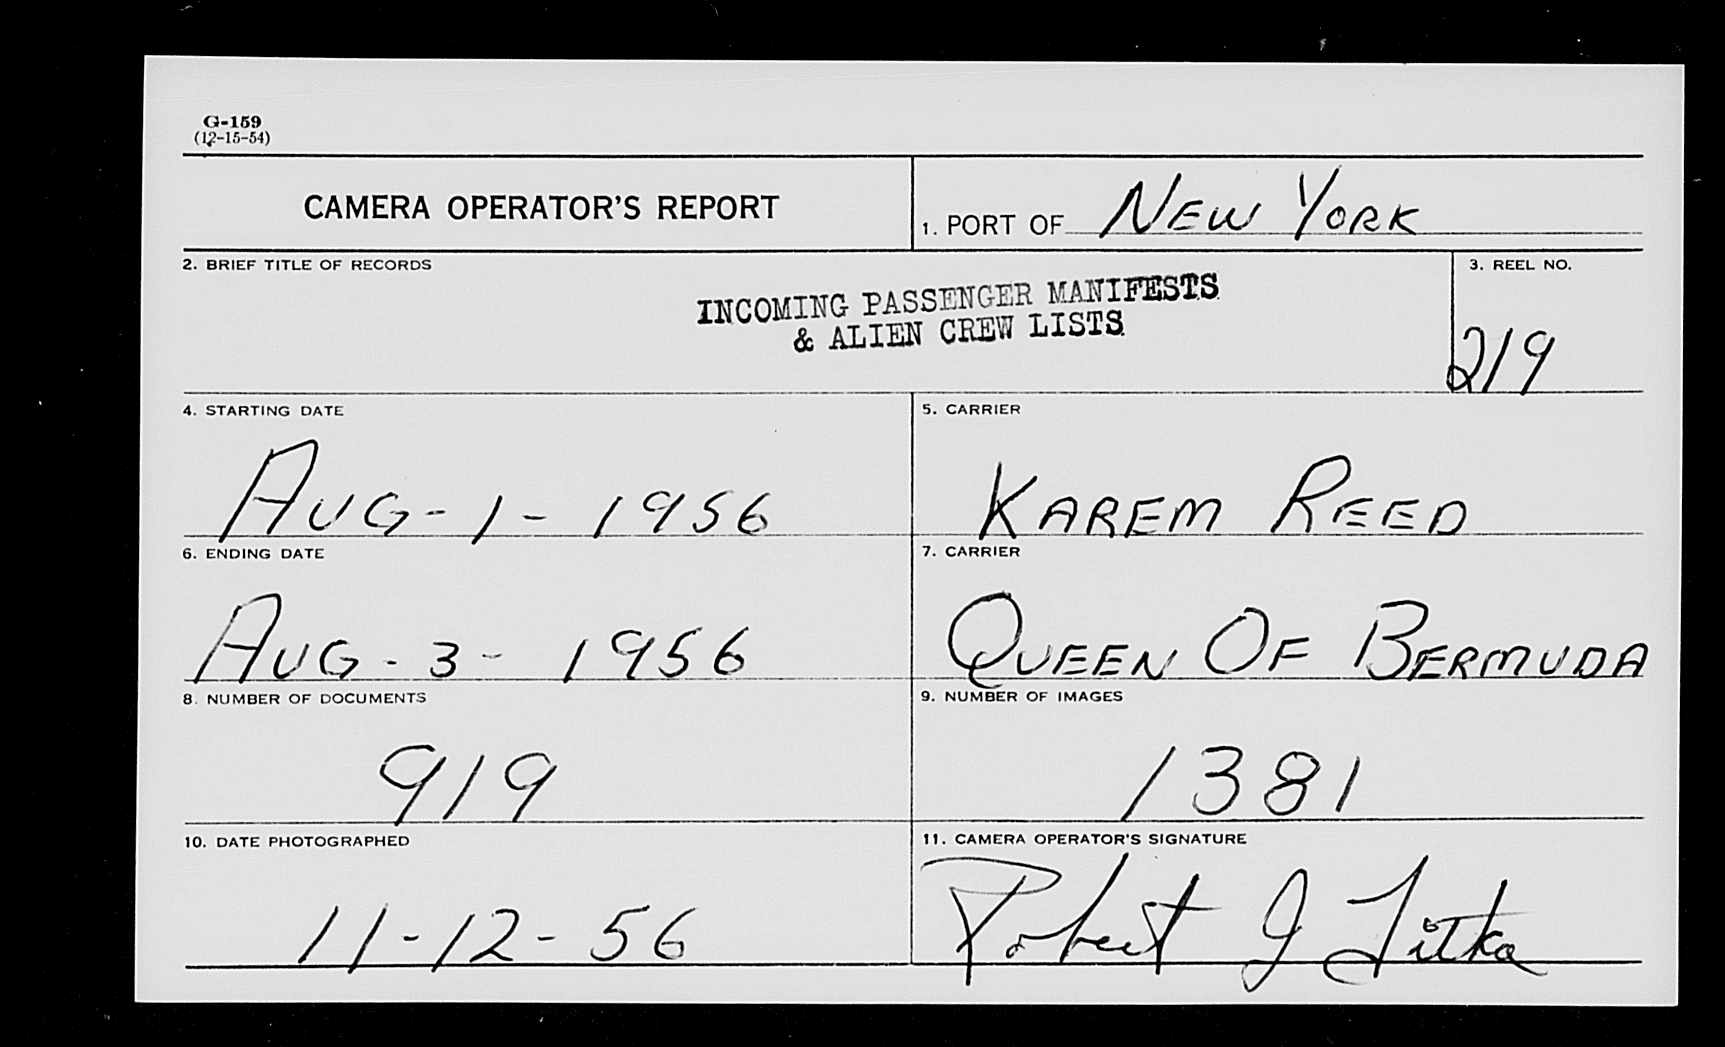 G-159
(12-15-54)
CAMERA OPERATOR'S REPORT
1. PORT OF NEW YORK
2. BRIEF TITLE OF RECORDS
INCOMING PASSENGER MANIFESTS
& ALIEN CREW LISTS
3. REEL NO.
219
4. STARTING DATE
AUG-1-1956
5. CARRIER
KAREM REED
6. ENDING DATE
AUG-3-1956
7. CARRIER
QUEEN OF BERMUDA
8. NUMBER OF DOCUMENTS
919
9. NUMBER OF IMAGES
1381
10. DATE PHOTOGRAPHED
11-12-56
11. CAMERA OPERATOR'S SIGNATURE
Robert J